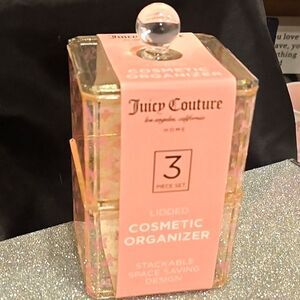 COSMETIC
ORGANIZER
Juicy Couture
los angeles, california
HOME
3
PIECE SET
LIDDED
COSMETIC
ORGANIZER
STACKABLE
SPACE SAVING
DESIGN